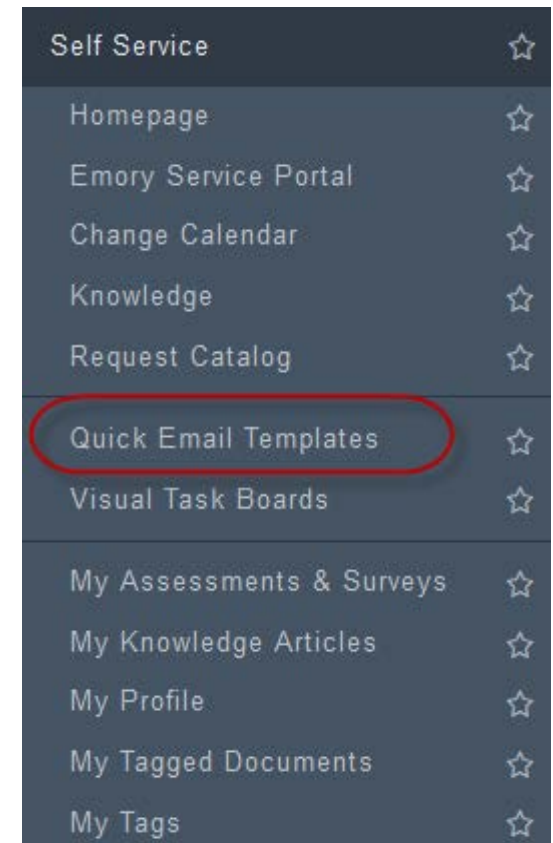 Self Service
Homepage
Emory Service Portal
Change Calendar
Knowledge
Request Catalog
Quick Email Templates
Visual Task Boards
My Assessments & Surveys
My Knowledge Articles
My Profile
My Tagged Documents
My Tags